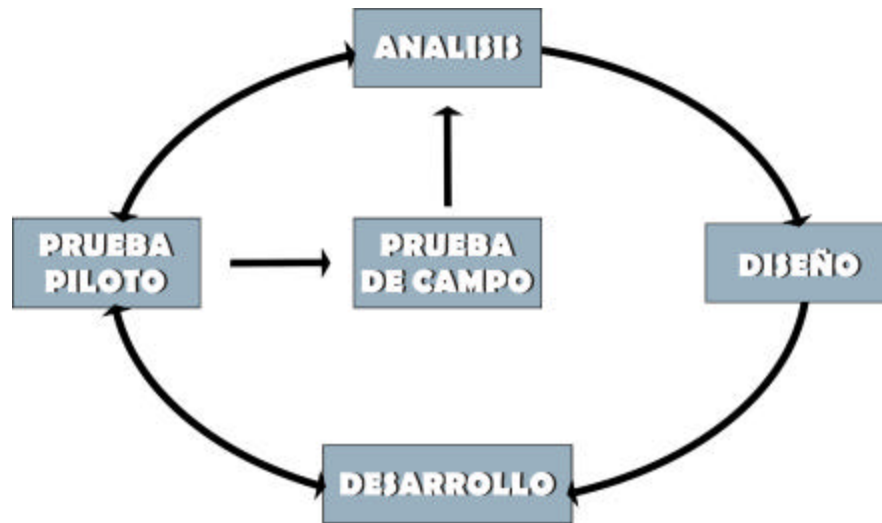 ANALISIS
PRUEBA
PILOTO
PRUEBA
DE CAMPO
DISEÑO
DESARROLLO